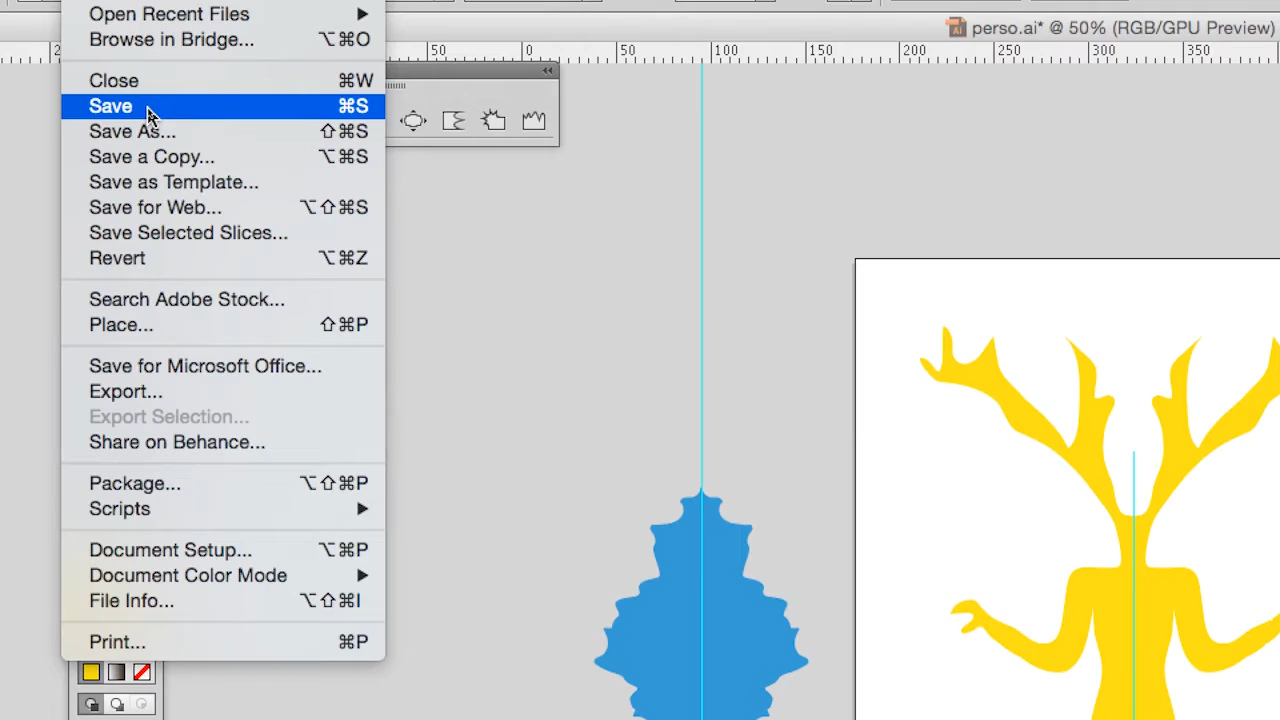 Open Recent Files
Browse in Bridge... ⌥⌘O
perso.ai* @ 50% (RGB/GPU Preview)
50 0 50 100 150 200 250 300 350
Close ⌘W
Save ⌘S
Save As... ⇧⌘S
Save a Copy... ⌥⌘S
Save as Template...
Save for Web... ⌥⇧⌘S
Save Selected Slices...
Revert ⌥⌘Z
Search Adobe Stock...
Place... ⇧⌘P
Save for Microsoft Office...
Export...
Export Selection...
Share on Behance...
Package... ⌥⇧⌘P
Scripts
Document Setup... ⌥⌘P
Document Color Mode
File Info... ⌥⇧⌘I
Print... ⌘P